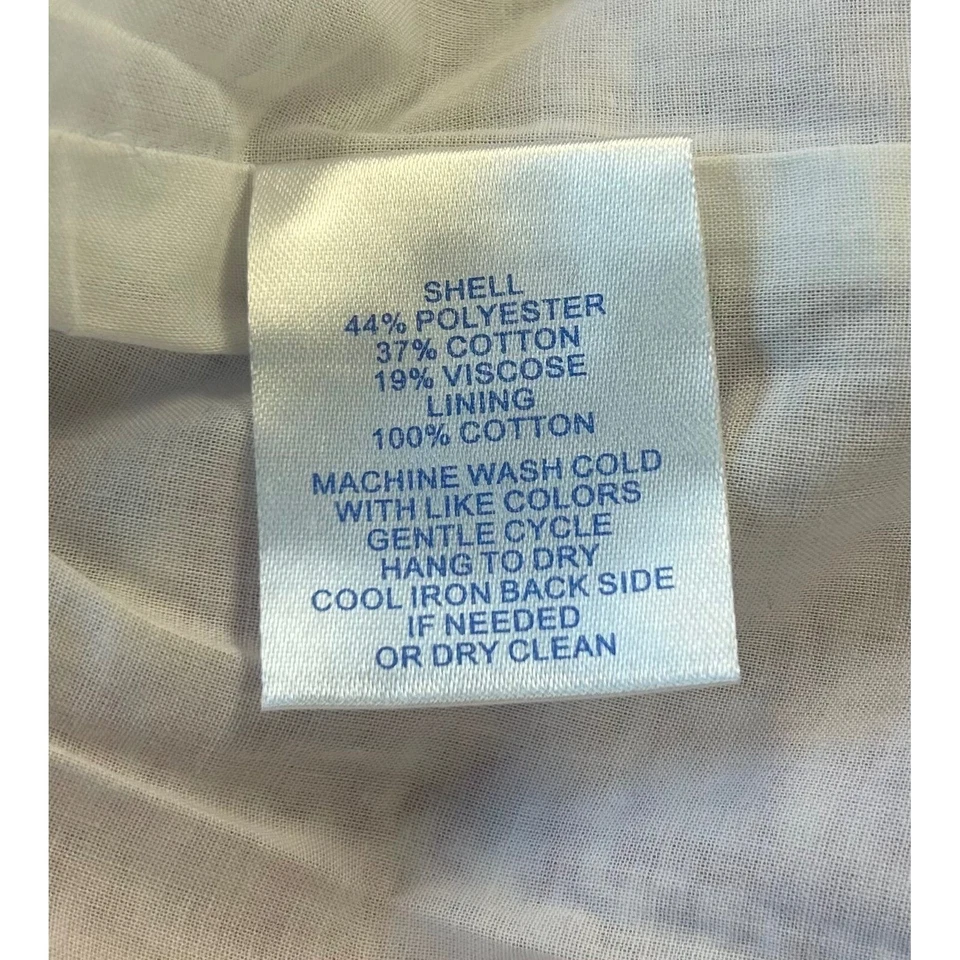 SHELL
44% POLYESTER
37% COTTON
19% VISCOSE
LINING
100% COTTON
MACHINE WASH COLD
WITH LIKE COLORS
GENTLE CYCLE
HANG TO DRY
COOL IRON BACK SIDE
IF NEEDED
OR DRY CLEAN